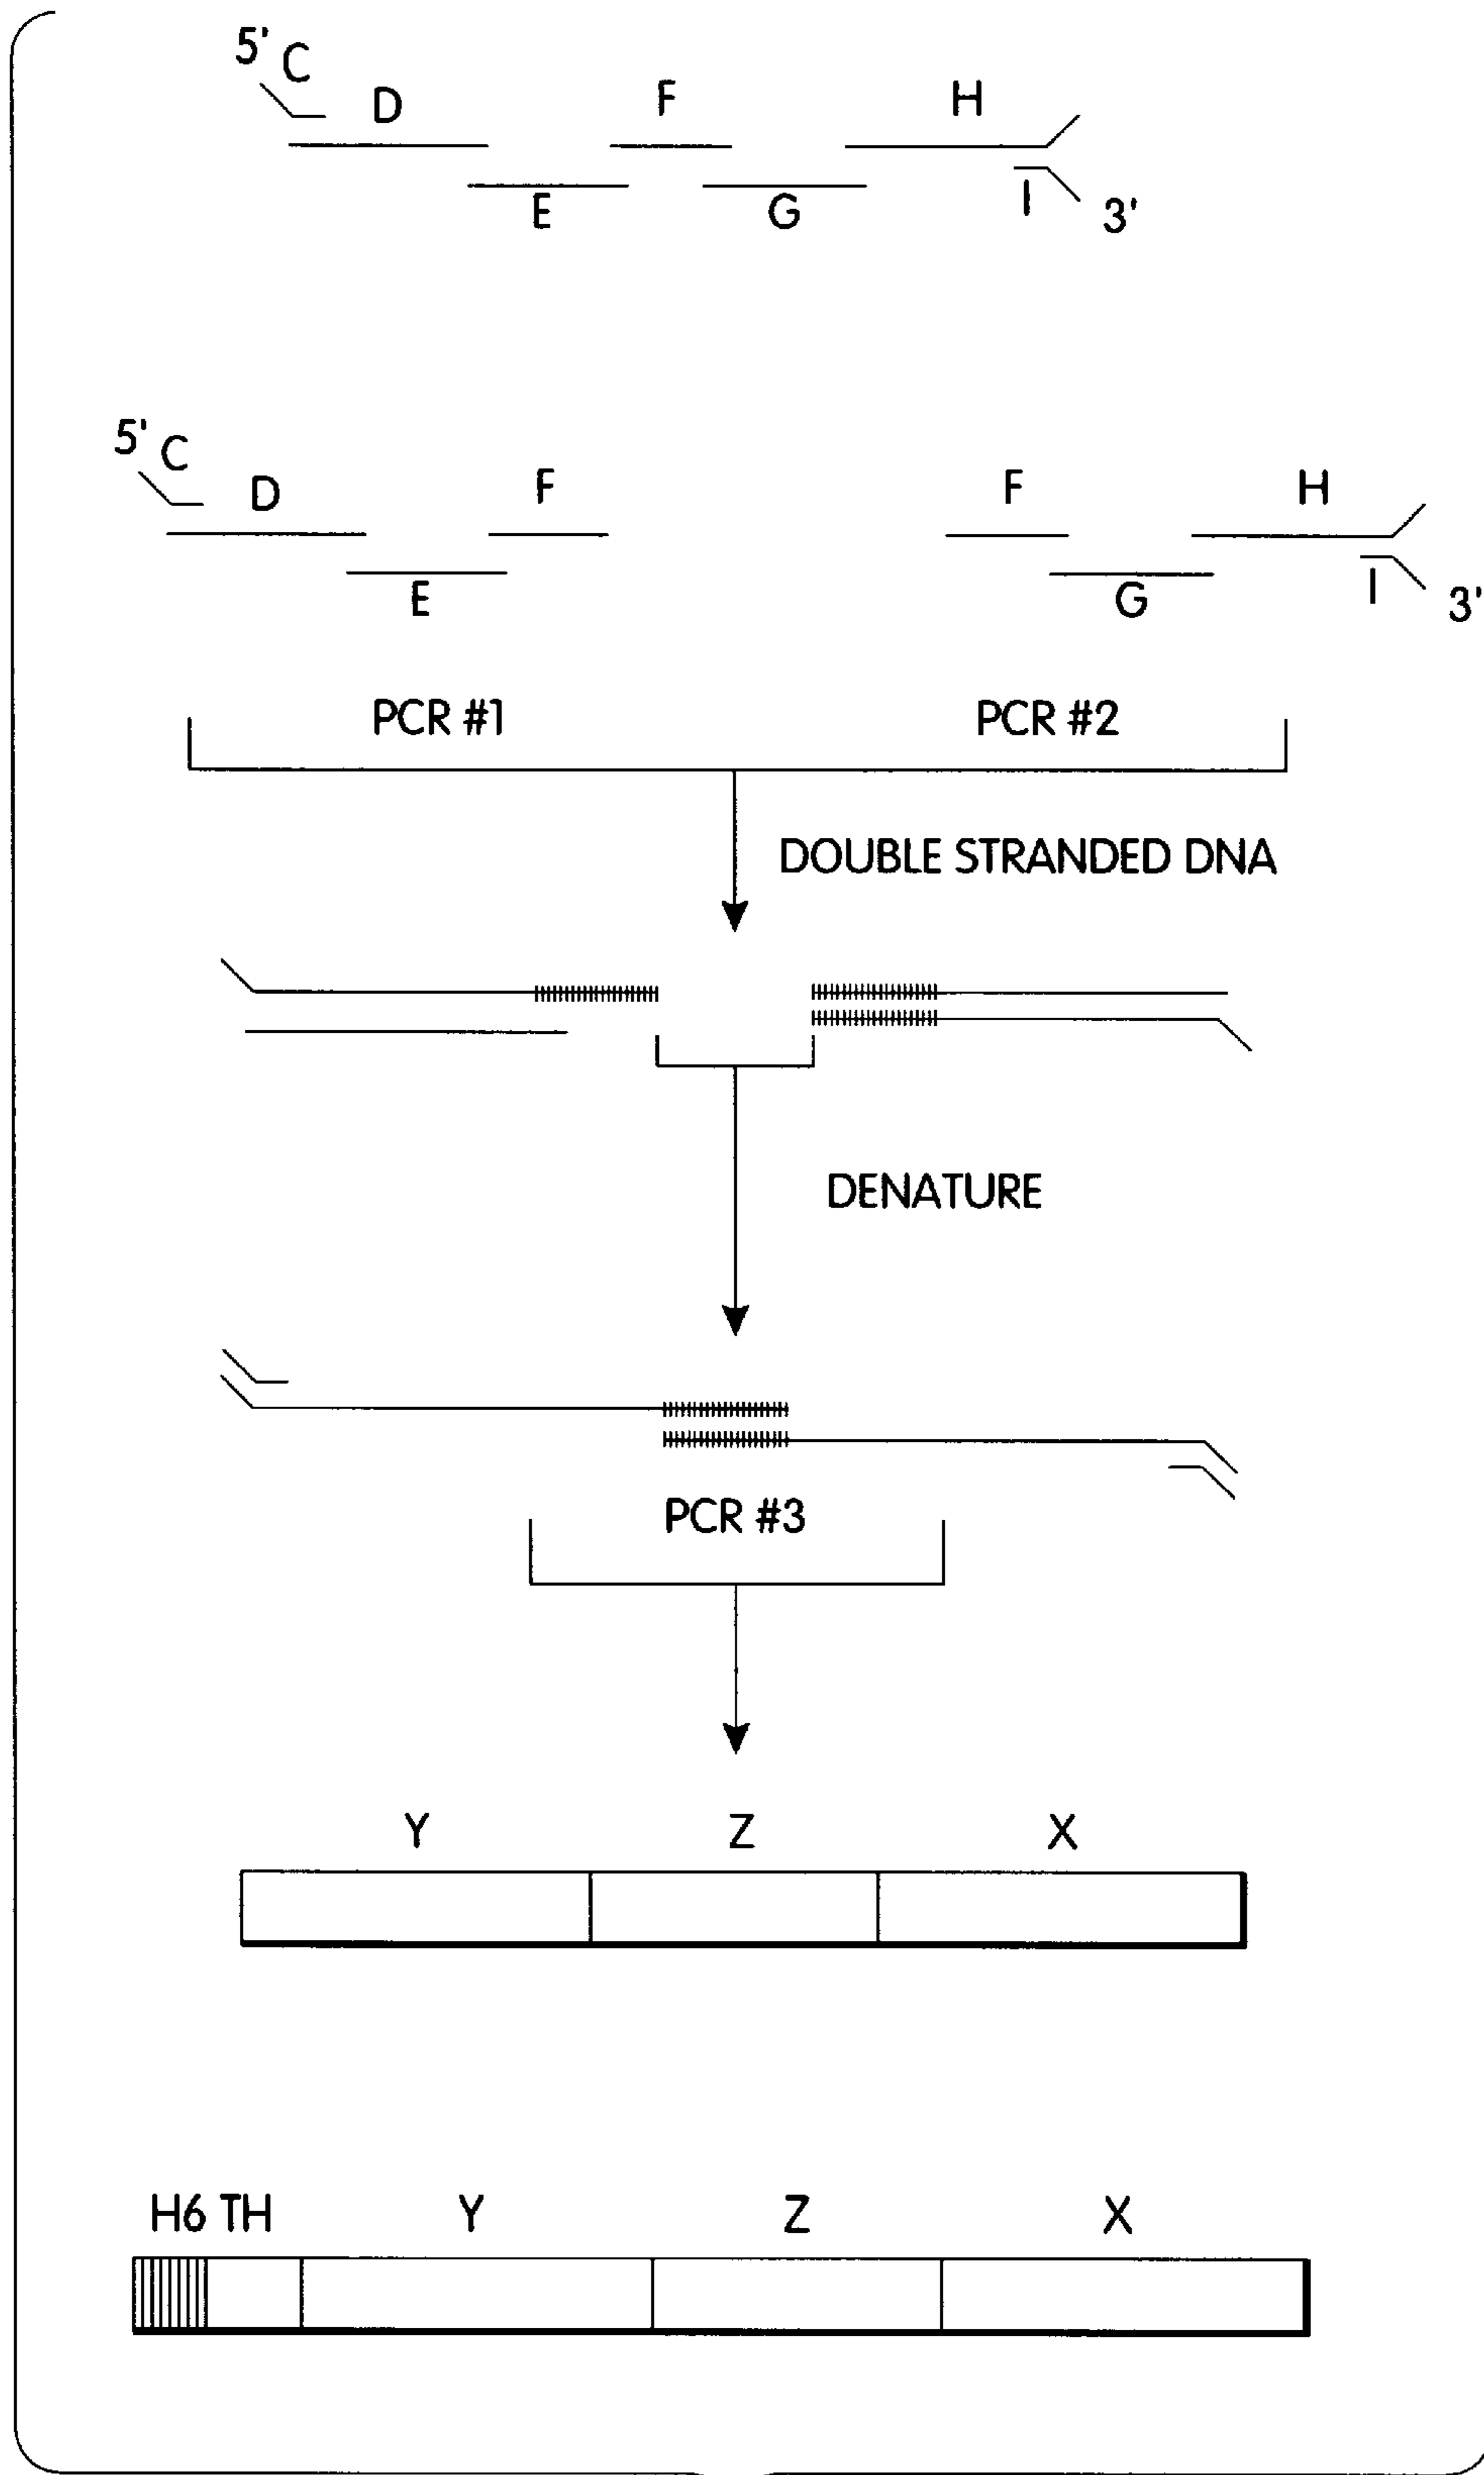 5' C
D F H
E G I 3'
5' C
D F F H
E G I 3'
PCR #1 PCR #2
DOUBLE STRANDED DNA
DENATURE
PCR #3
Y Z X
H6 TH Y Z X